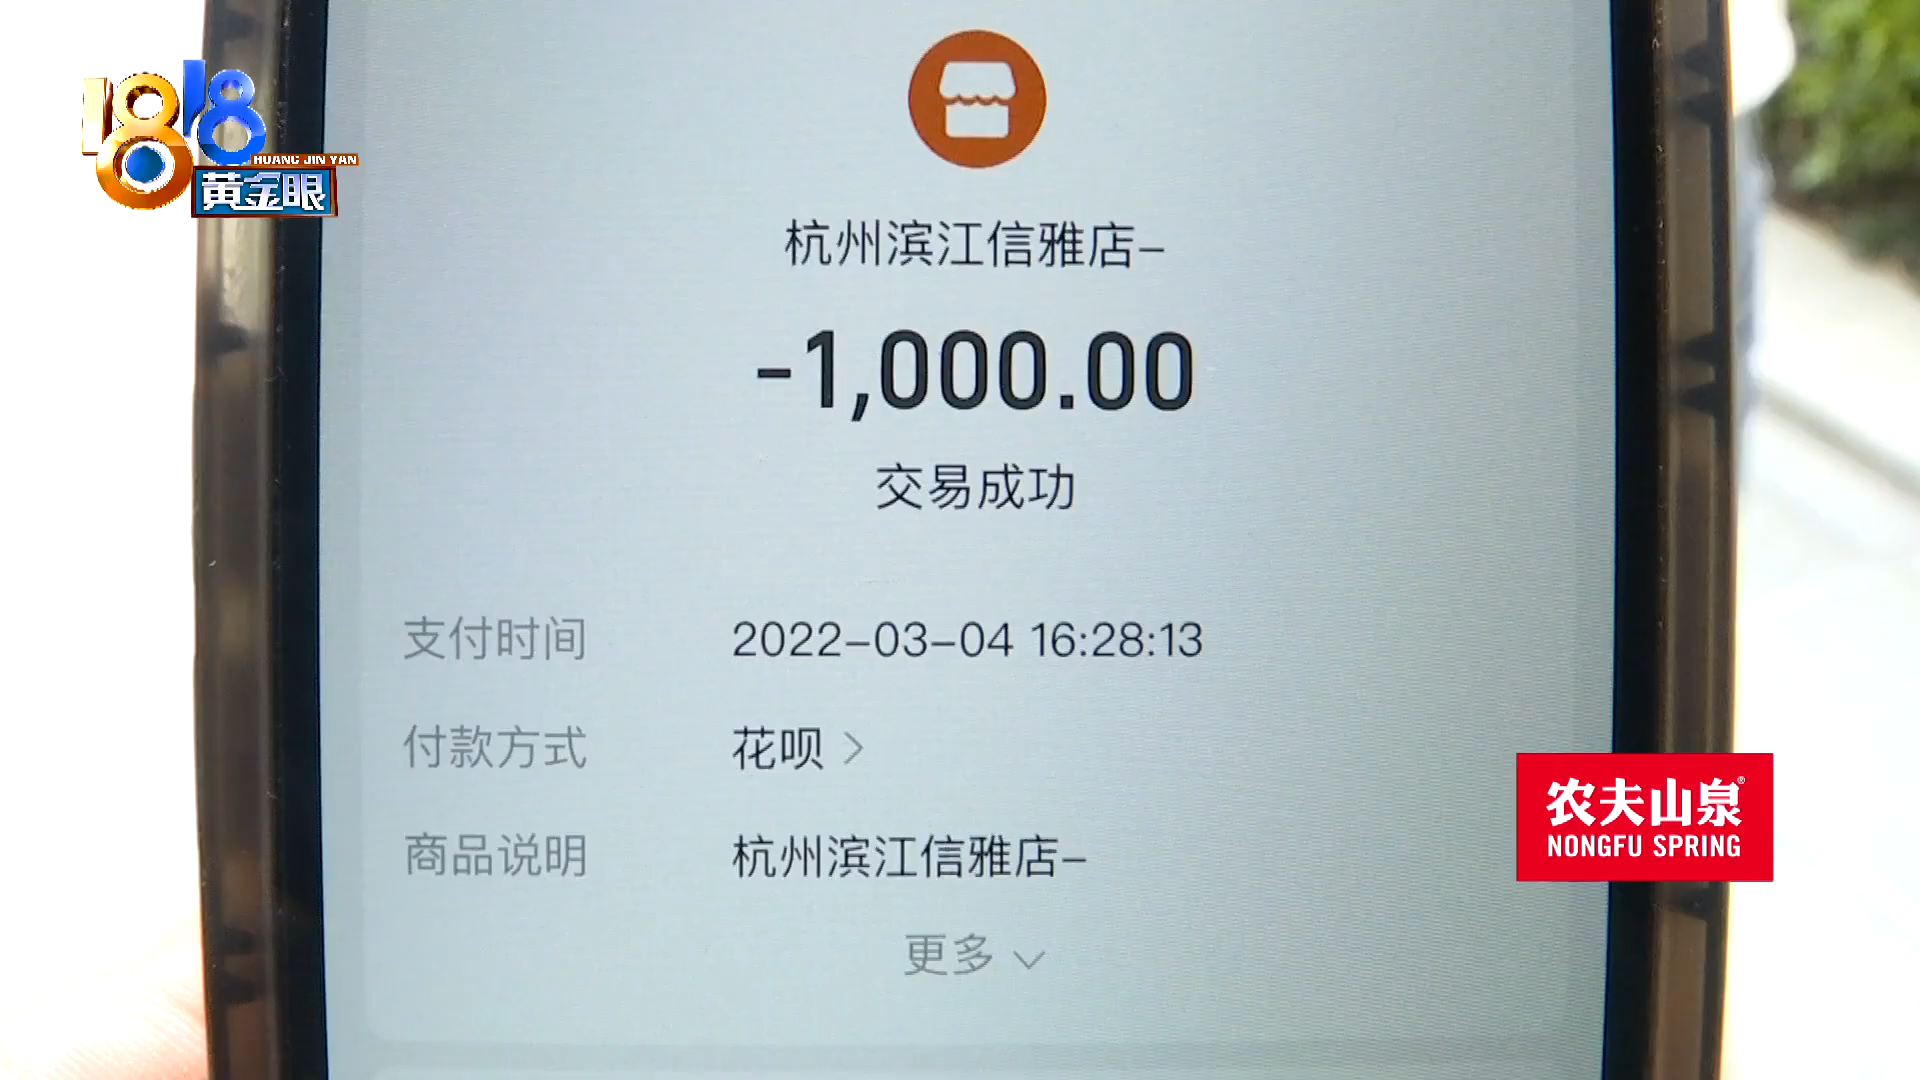 1818
HUANG JIN YAN
黄金眼
杭州滨江信雅店–
-1,000.00
交易成功
支付时间 2022–03–04 16:28:13
付款方式 花呗 >
商品说明 杭州滨江信雅店–
更多
农夫山泉®
NONGFU SPRING